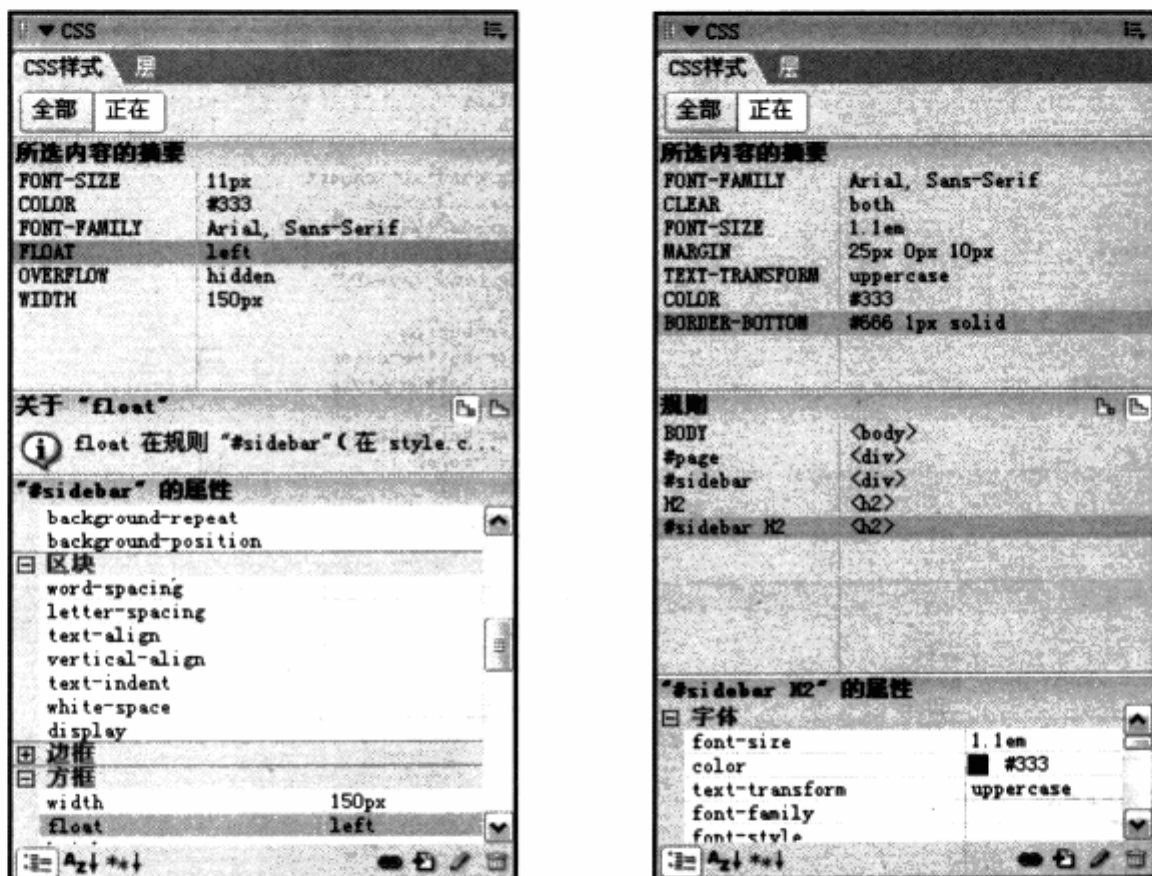 CSS
CSS样式 层
全部 正在
所选内容的摘要
FONT-SIZE 11px
COLOR #333
FONT-FAMILY Arial, Sans-Serif
FLOAT left
OVERFLOW hidden
WIDTH 150px
关于 "float"
float 在规则 "#sidebar"( 在 style.c...
"#sidebar" 的属性
background-repeat
background-position
区块
word-spacing
letter-spacing
text-align
vertical-align
text-indent
white-space
display
边框
方框
width 150px
float left
CSS
CSS样式 层
全部 正在
所选内容的摘要
FONT-FAMILY Arial, Sans-Serif
CLEAR both
FONT-SIZE 1.1em
MARGIN 25px 0px 10px
TEXT-TRANSFORM uppercase
COLOR #333
BORDER-BOTTOM #666 1px solid
规则
BODY <body>
#page <div>
#sidebar <div>
H2 <h2>
#sidebar H2 <h2>
"#sidebar H2" 的属性
字体
font-size 1.1em
color #333
text-transform uppercase
font-family
font-style